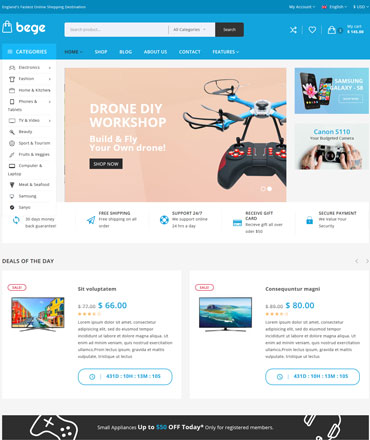 England's Fastest Online Shopping Destination
My Account English $ USD
bege
Search product... All Categories Search
My cart
0 $ 145.00
CATEGORIES HOME SHOP BLOG ABOUT US CONTACT FEATURES
Electronics
Fashion
Home & Kitchen
Phones & Tablets
TV & Video
Beauty
Sport & Tourism
Fruits & Veggies
Computer & Laptop
Meat & Seafood
Samsung
Sanyo
DRONE DIY
WORKSHOP
Build & Fly
Your Own drone!
SHOP NOW
SAMSUNG
GALAXY - S8
SHOP NOW
Canon S110
Your Budgeted Camera
30 days money
back guarantee!
FREE SHIPPING
Free shipping on all
order
SUPPORT 24/7
We support online
24 hrs a day
RECEIVE GIFT
CARD
Recieve gift all over
oder $50
SECURE PAYMENT
We Value Your
Security
DEALS OF THE DAY
SALE!
Sit voluptatem
$ 77.00 $ 66.00
Lorem ipsum dolor sit amet,
consectetur adipisicing elit, sed do
eiusmod tempor incididunt ut labore
et dolore magna aliqua. Ut enim ad
minim veniam, quis nostrud exercitation
ullamco,Proin lectus ipsum, gravida et
mattis vulputate, tristique ut lectus
431D : 10H : 13M : 10S
SALE!
Consequuntur magni
$ 89.00 $ 80.00
Lorem ipsum dolor sit amet,
consectetur adipisicing elit, sed do
eiusmod tempor incididunt ut labore
et dolore magna aliqua. Ut enim ad
minim veniam, quis nostrud exercitation
ullamco,Proin lectus ipsum, gravida et
mattis vulputate, tristique ut lectus
431D : 10H : 13M : 10S
Small Appliances Up to $50 OFF Today* Only for registered members.